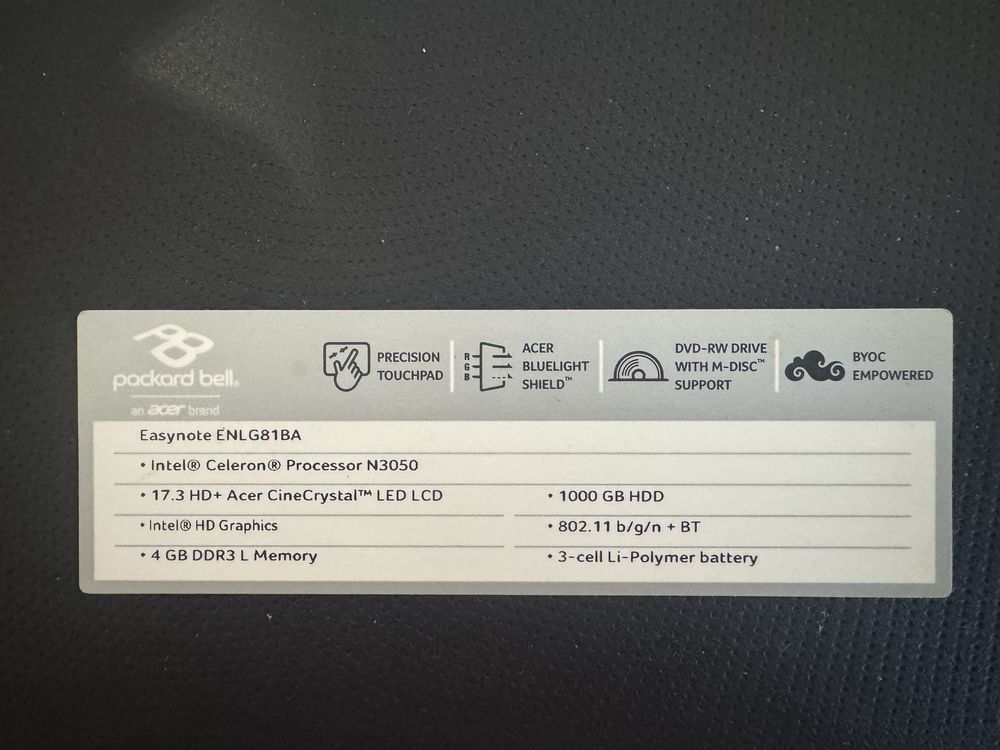 packard bell®
an acer brand
PRECISION
TOUCHPAD
R
G
B
ACER
BLUELIGHT
SHIELD™
DVD-RW DRIVE
WITH M-DISC™
SUPPORT
BYOC
EMPOWERED
Easynote ENLG81BA
• Intel® Celeron® Processor N3050
• 17.3 HD+ Acer CineCrystal™ LED LCD
• 1000 GB HDD
• Intel® HD Graphics
• 802.11 b/g/n + BT
• 4 GB DDR3 L Memory
• 3-cell Li-Polymer battery